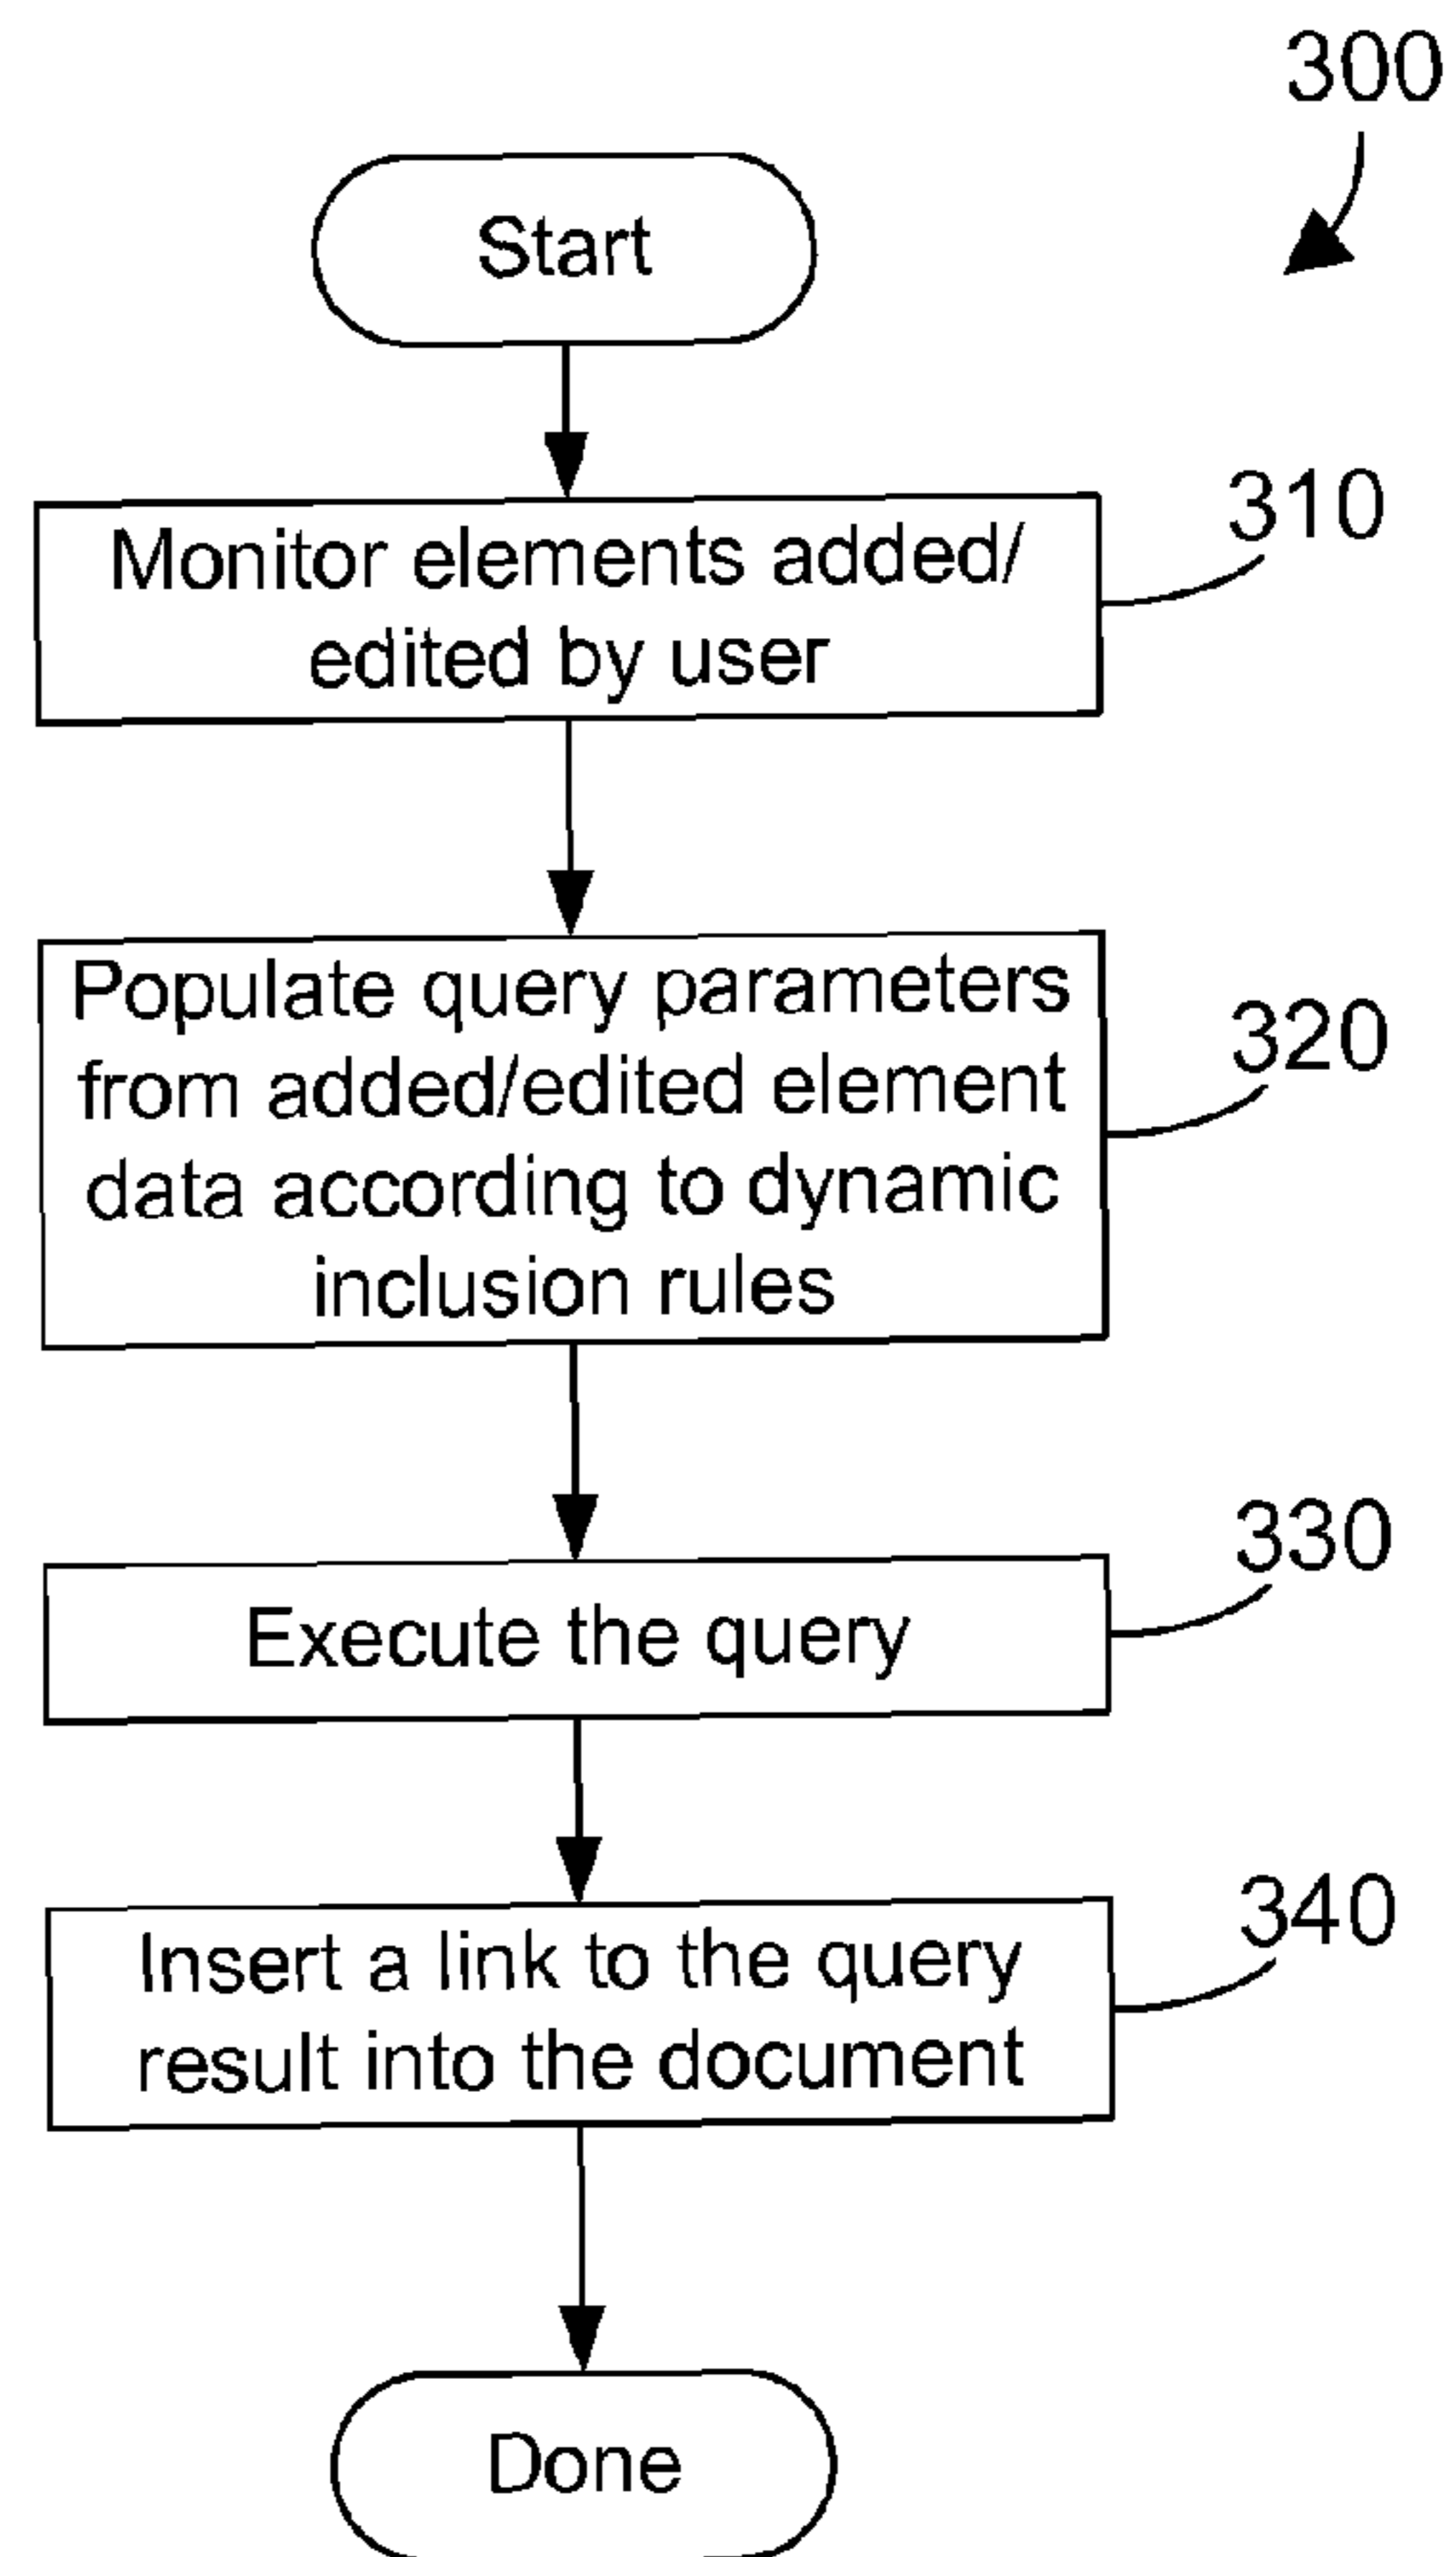 300
Start
Monitor elements added/
edited by user
310
Populate query parameters
from added/edited element
data according to dynamic
inclusion rules
320
Execute the query
330
Insert a link to the query
result into the document
340
Done